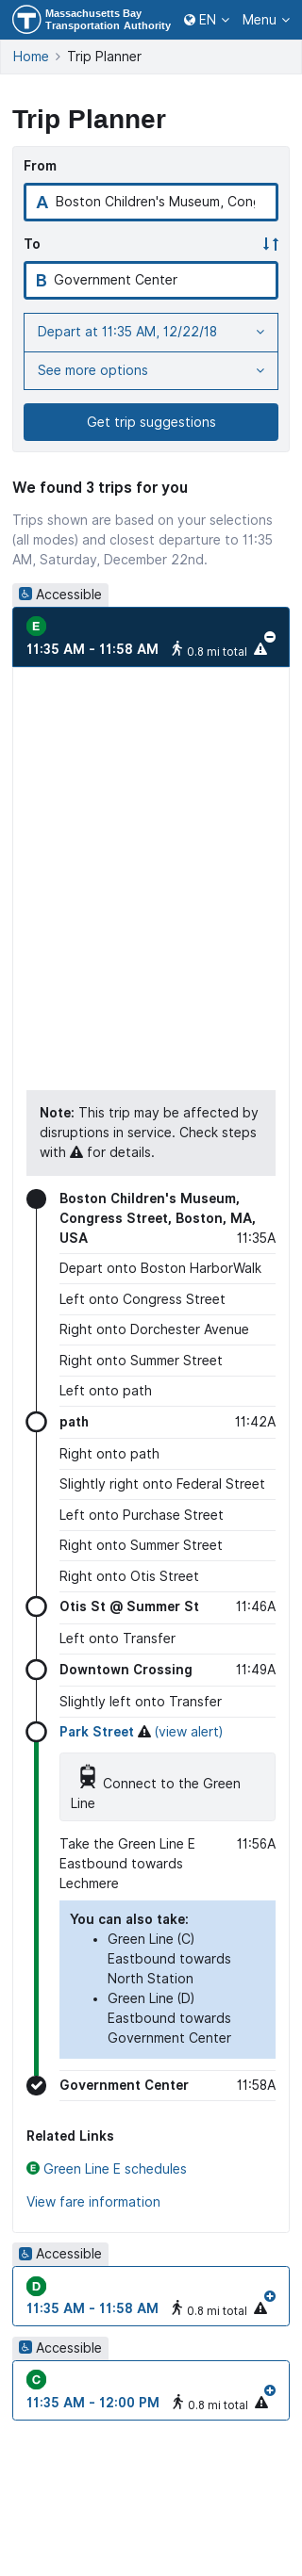 Massachusetts Bay
Transportation Authority
EN
Menu
Home > Trip Planner
Trip Planner
From
A Boston Children's Museum, Cong
To
B Government Center
Depart at 11:35 AM, 12/22/18
See more options
Get trip suggestions
We found 3 trips for you
Trips shown are based on your selections
(all modes) and closest departure to 11:35
AM, Saturday, December 22nd.
Accessible
E
11:35 AM - 11:58 AM 0.8 mi total
Note: This trip may be affected by
disruptions in service. Check steps
with for details.
Boston Children's Museum,
Congress Street, Boston, MA,
USA 11:35A
Depart onto Boston HarborWalk
Left onto Congress Street
Right onto Dorchester Avenue
Right onto Summer Street
Left onto path
path 11:42A
Right onto path
Slightly right onto Federal Street
Left onto Purchase Street
Right onto Summer Street
Right onto Otis Street
Otis St @ Summer St 11:46A
Left onto Transfer
Downtown Crossing 11:49A
Slightly left onto Transfer
Park Street (view alert)
Connect to the Green
Line
Take the Green Line E 11:56A
Eastbound towards
Lechmere
You can also take:
• Green Line (C)
Eastbound towards
North Station
• Green Line (D)
Eastbound towards
Government Center
Government Center 11:58A
Related Links
E Green Line E schedules
View fare information
Accessible
D
11:35 AM - 11:58 AM 0.8 mi total
Accessible
C
11:35 AM - 12:00 PM 0.8 mi total